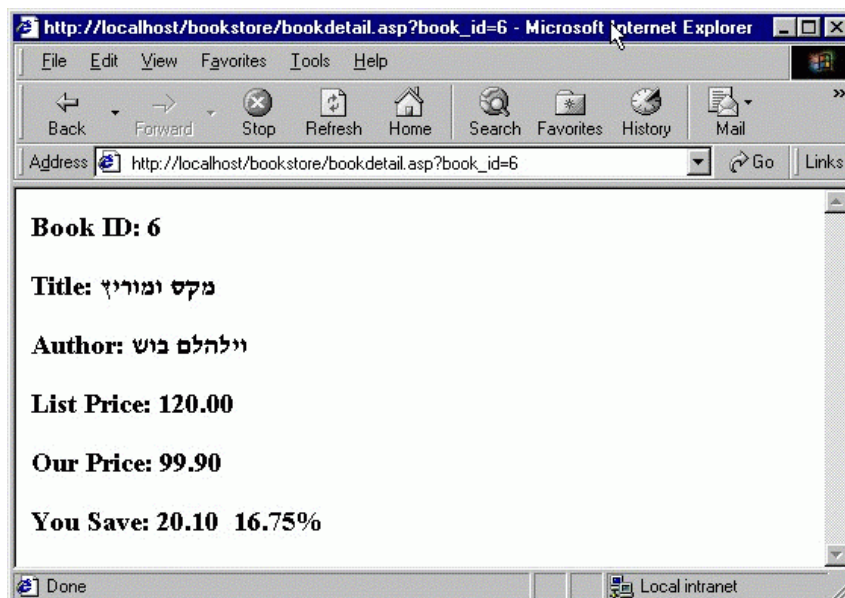 http://localhost/bookstore/bookdetail.asp?book_id=6 - Microsoft Internet Explorer
File Edit View Favorites Tools Help
Back Forward Stop Refresh Home Search Favorites History Mail »
Address http://localhost/bookstore/bookdetail.asp?book_id=6 Go Links
Book ID: 6
Title: מקס ומוריץ
Author: וילהלם בוש
List Price: 120.00
Our Price: 99.90
You Save: 20.10 16.75%
Done Local intranet